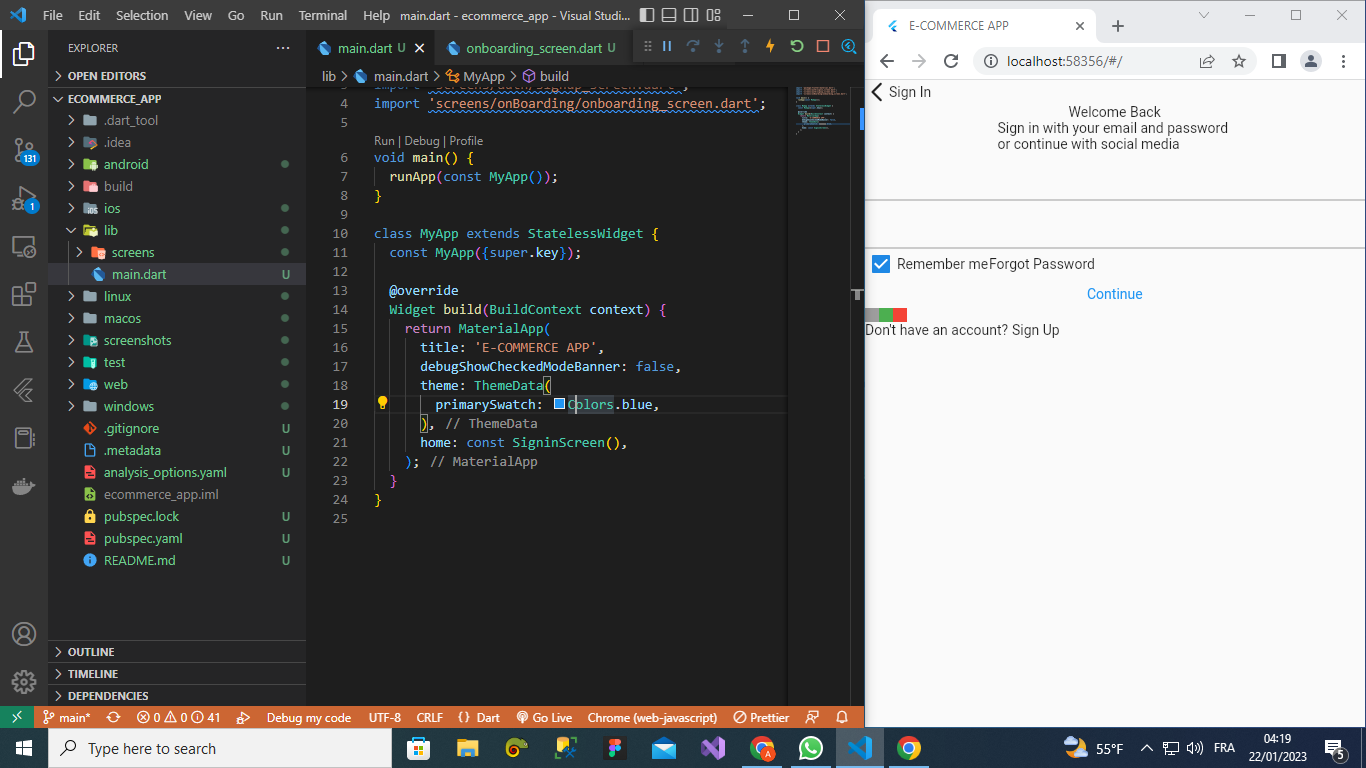 File Edit Selection View Go Run Terminal Help main.dart - ecommerce_app - Visual Studi...
EXPLORER
OPEN EDITORS
ECOMMERCE_APP
.dart_tool
.idea
android
build
ios
lib
screens
main.dart U
linux
macos
screenshots
test
web
windows
.gitignore U
.metadata U
analysis_options.yaml U
ecommerce_app.iml
pubspec.lock U
pubspec.yaml U
README.md U
OUTLINE
TIMELINE
DEPENDENCIES
131
1
main.dart U
onboarding_screen.dart U
lib > main.dart > MyApp > build
3 import 'screens/auth/signup_screen.dart';
4 import 'screens/onBoarding/onboarding_screen.dart';
5
Run | Debug | Profile
6 void main() {
7 runApp(const MyApp());
8 }
9
10 class MyApp extends StatelessWidget {
11 const MyApp({super.key});
12
13 @override
14 Widget build(BuildContext context) {
15 return MaterialApp(
16 title: 'E-COMMERCE APP',
17 debugShowCheckedModeBanner: false,
18 theme: ThemeData(
19 primarySwatch: Colors.blue,
20 ), // ThemeData
21 home: const SigninScreen(),
22 ); // MaterialApp
23 }
24 }
25
main* 0 0 41 Debug my code UTF-8 CRLF {} Dart Go Live Chrome (web-javascript) Prettier
E-COMMERCE APP
localhost:58356/#/
Sign In
Welcome Back
Sign in with your email and password
or continue with social media
Remember meForgot Password
Continue
Don't have an account? Sign Up
Type here to search
55°F
FRA
04:19
22/01/2023
5